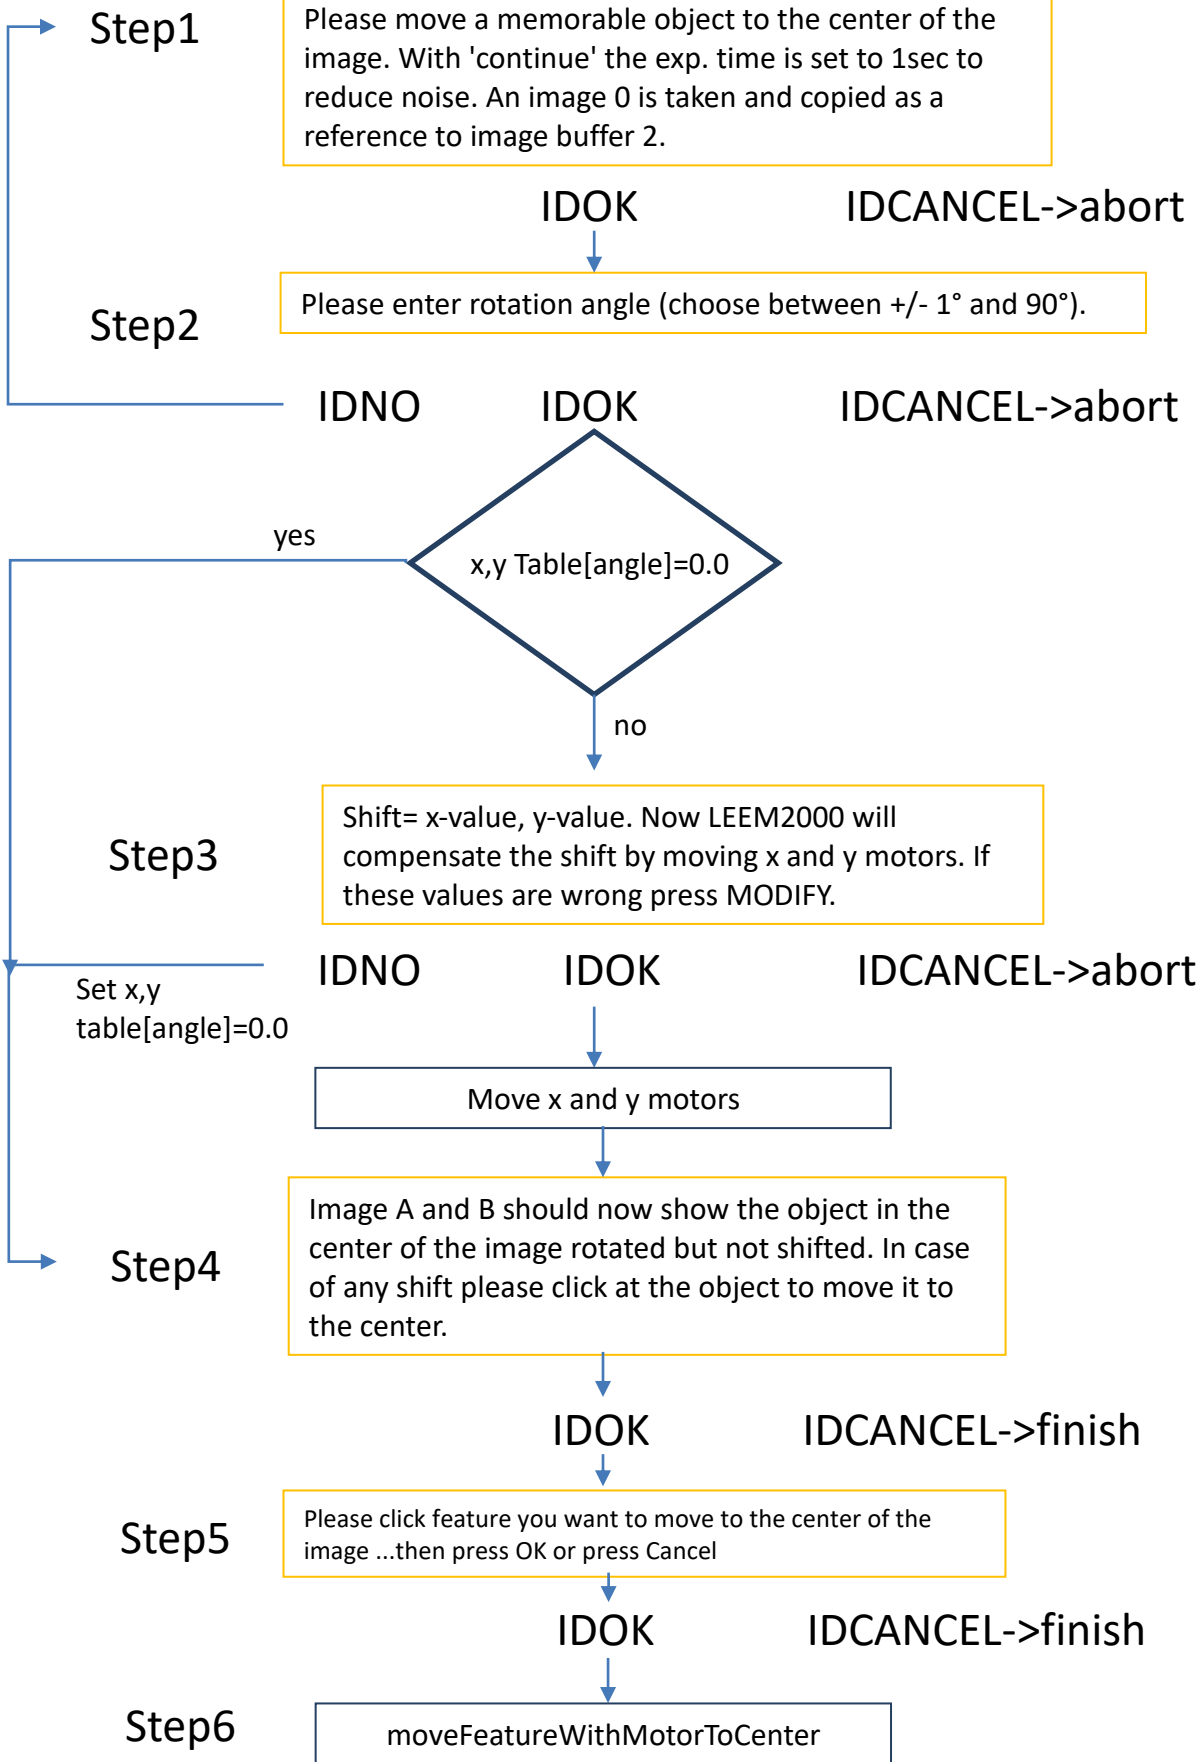 Step1
Please move a memorable object to the center of the
image. With 'continue' the exp. time is set to 1sec to
reduce noise. An image 0 is taken and copied as a
reference to image buffer 2.
IDOK IDCANCEL->abort
Step2
Please enter rotation angle (choose between +/- 1° and 90°).
IDNO IDOK IDCANCEL->abort
yes
x,y Table[angle]=0.0
no
Step3
Shift= x-value, y-value. Now LEEM2000 will
compensate the shift by moving x and y motors. If
these values are wrong press MODIFY.
IDNO IDOK IDCANCEL->abort
Set x,y
table[angle]=0.0
Move x and y motors
Step4
Image A and B should now show the object in the
center of the image rotated but not shifted. In case
of any shift please click at the object to move it to
the center.
IDOK IDCANCEL->finish
Step5
Please click feature you want to move to the center of the
image ...then press OK or press Cancel
IDOK IDCANCEL->finish
Step6
moveFeatureWithMotorToCenter